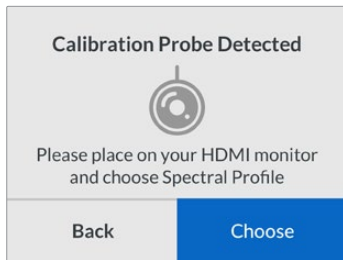 Calibration Probe Detected
Please place on your HDMI monitor
and choose Spectral Profile
Back
Choose